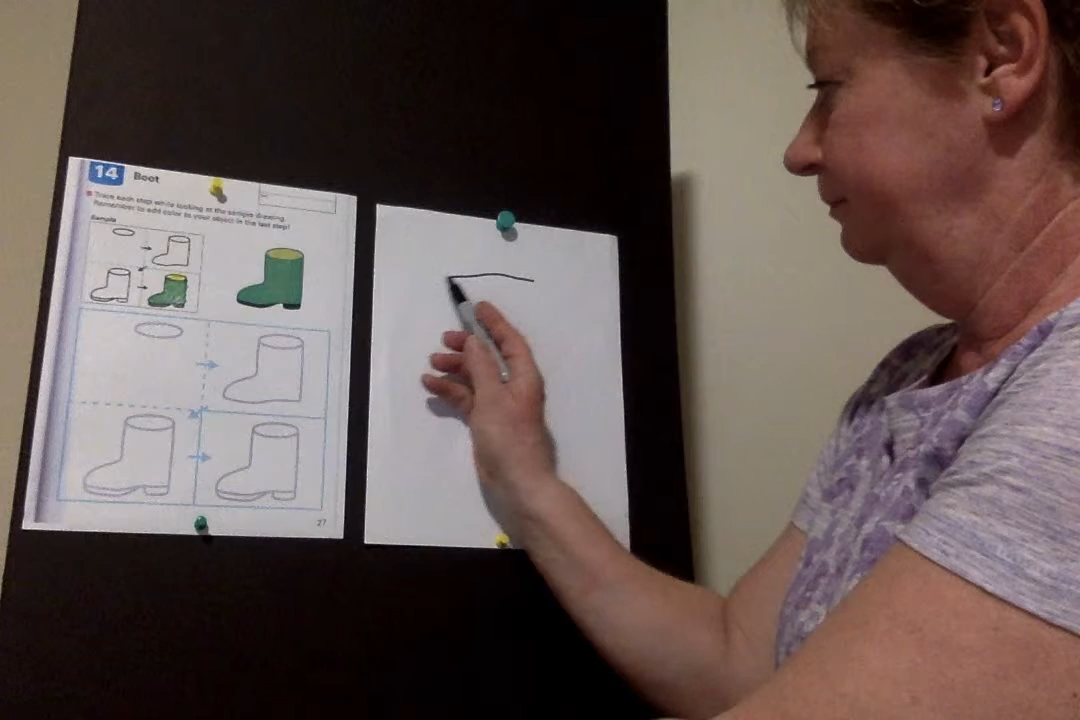 14 Boot
Trace each step while looking at the sample drawing.
Remember to add color to your object in the last step!
Sample
27